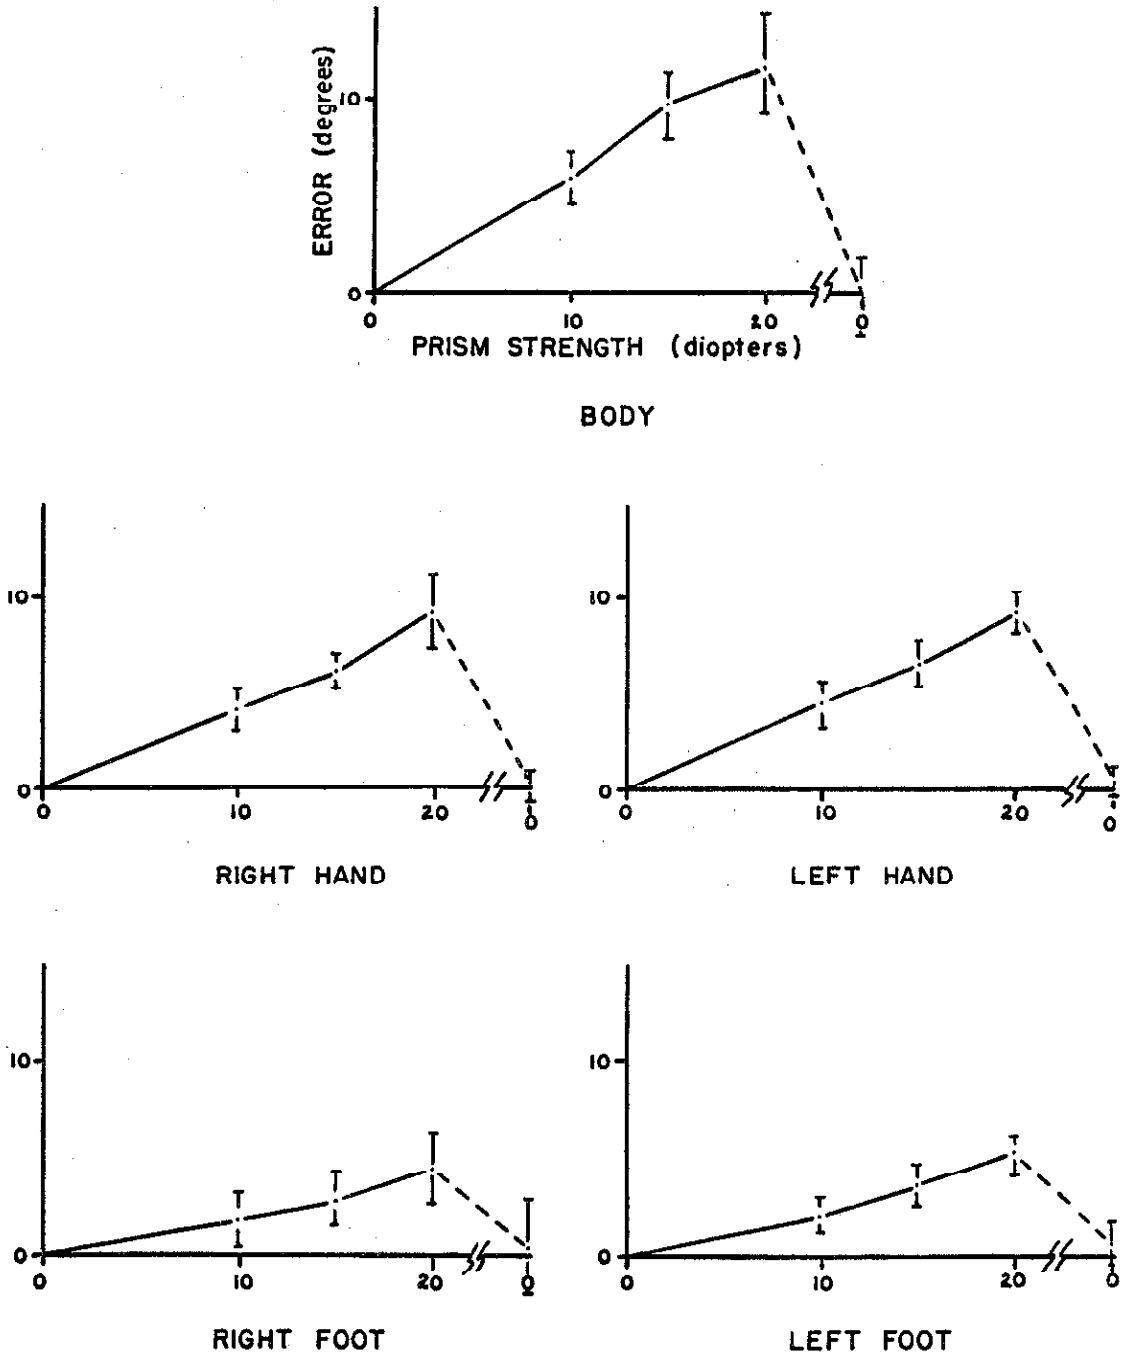 ERROR (degrees)
10
0
0 10 20 0
PRISM STRENGTH (diopters)
BODY
10
0
0 10 20 0
RIGHT HAND
10
0
0 10 20 0
LEFT HAND
10
0
0 10 20 0
RIGHT FOOT
10
0
0 10 20 0
LEFT FOOT